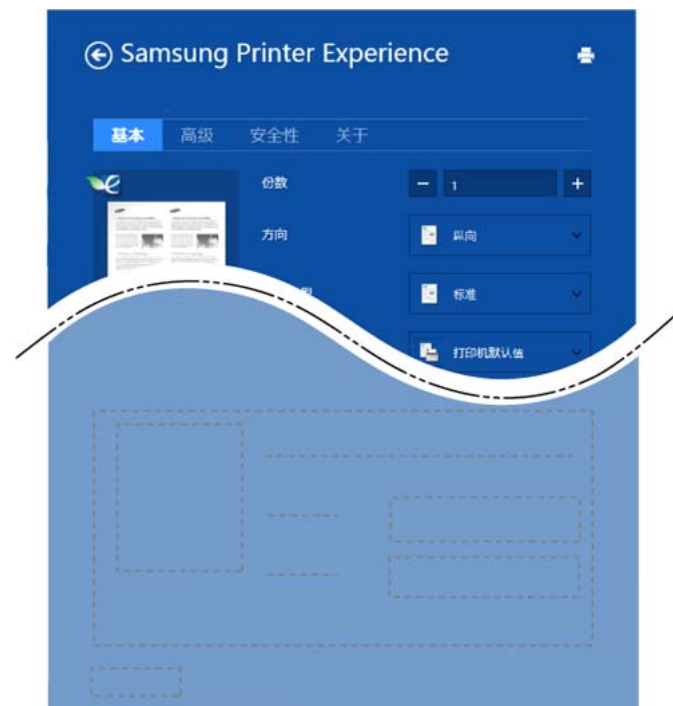 Samsung Printer Experience
基本 高级 安全性 关于
份数 1
方向 纵向
标准
打印机默认值